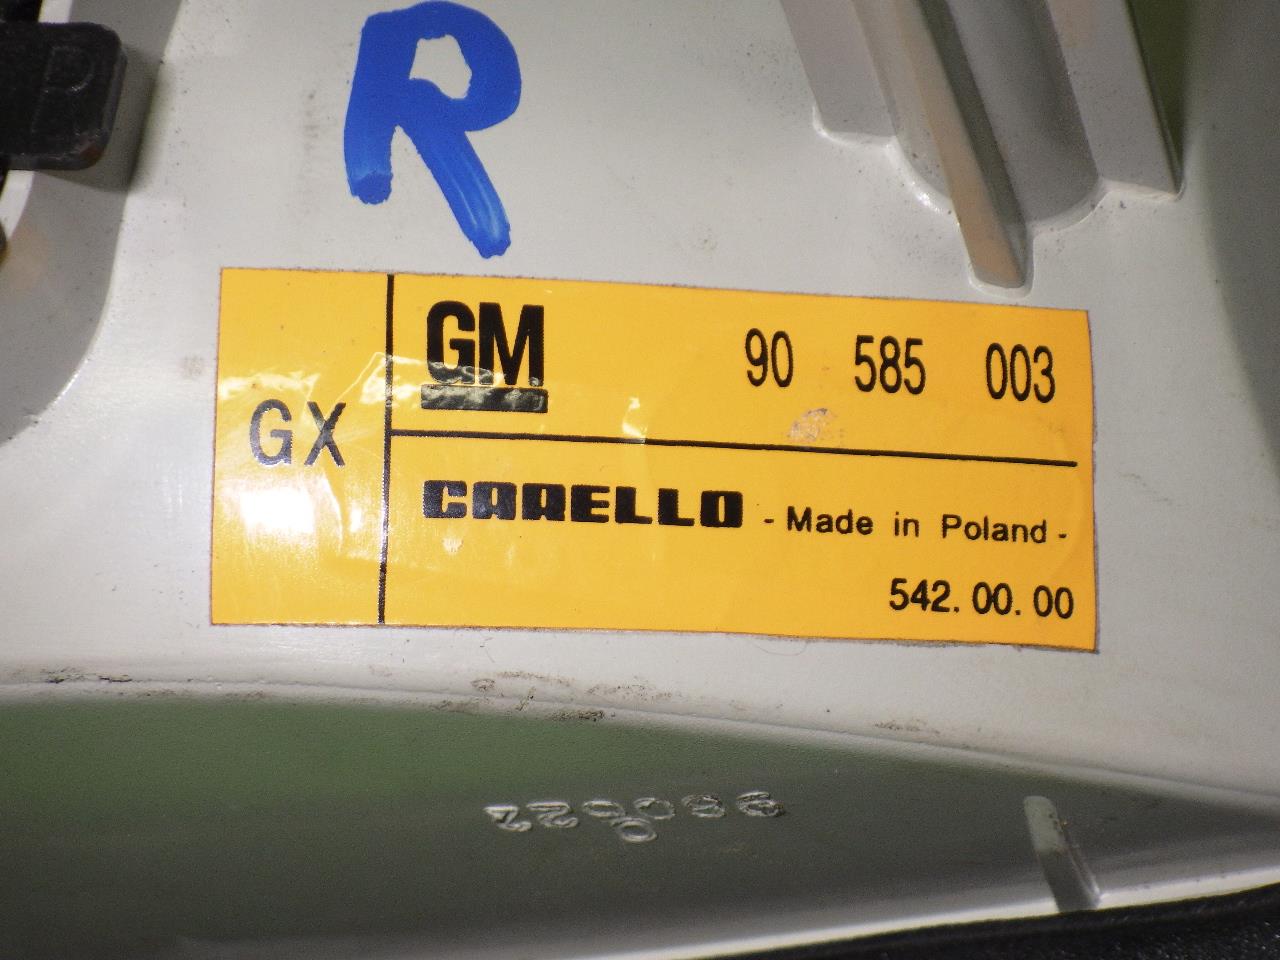 R
GX
GM 90 585 003
CARELLO - Made in Poland -
542.00.00